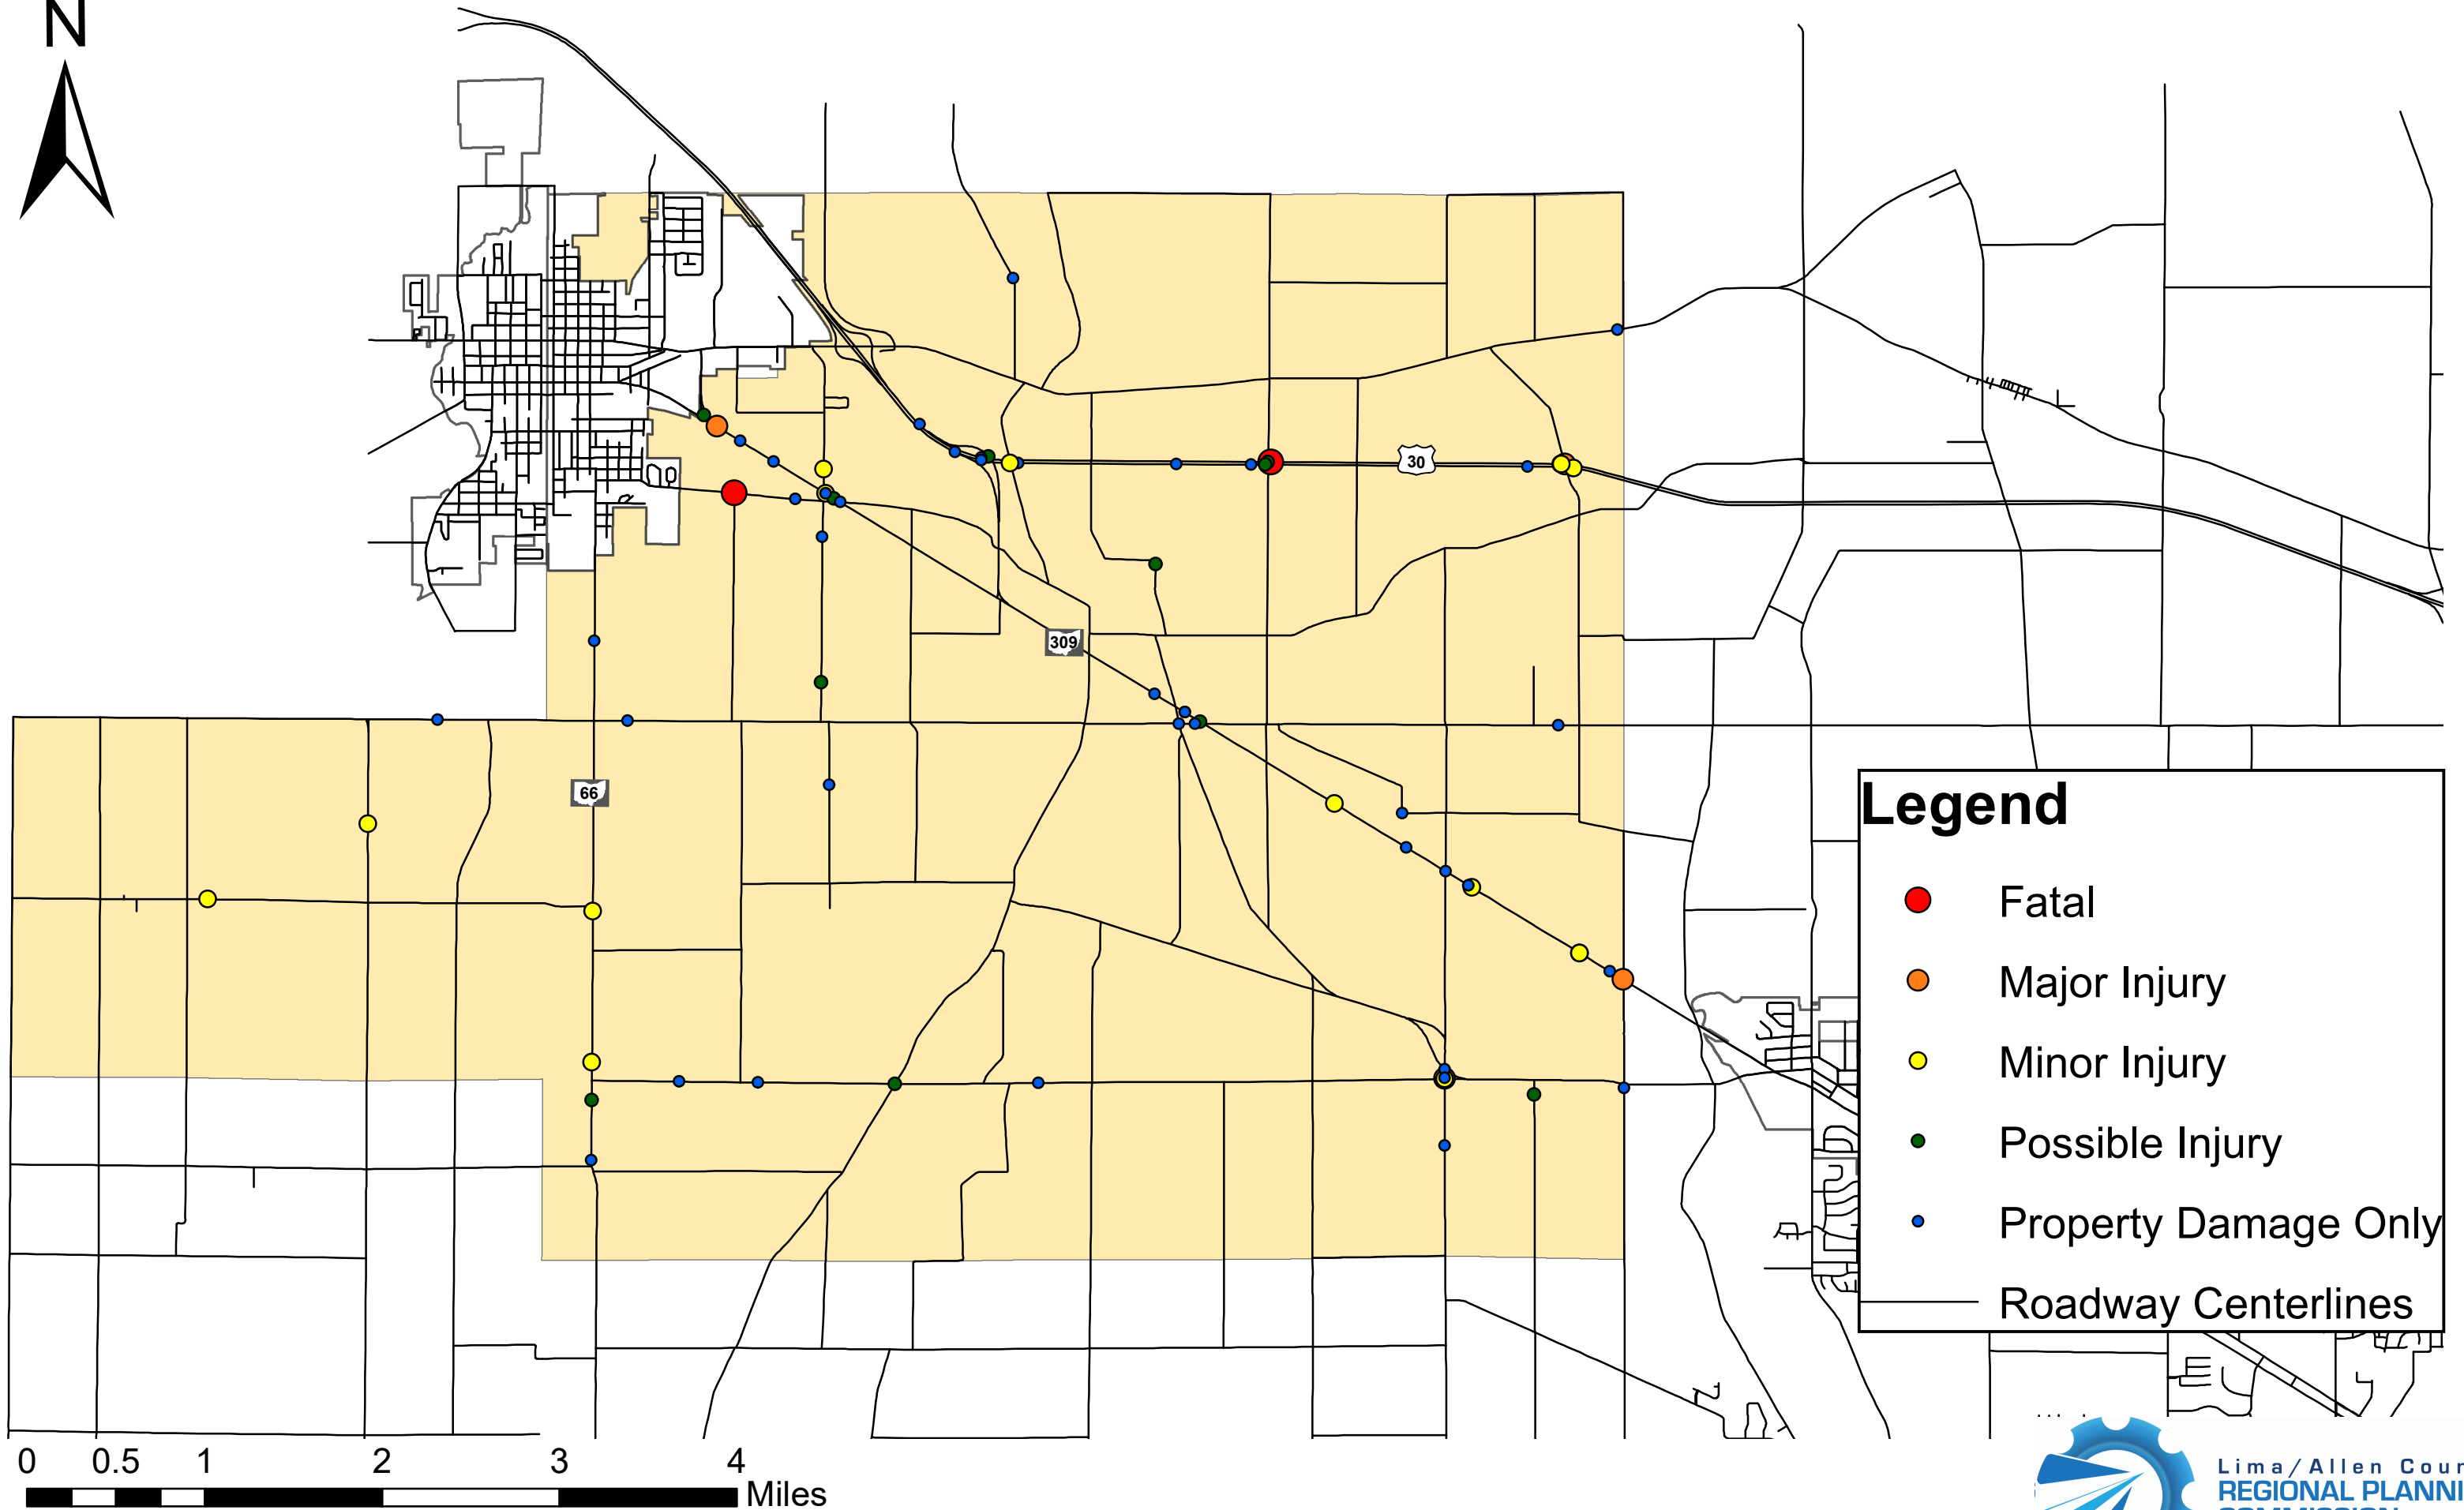 N
30
309
66
Legend
Fatal
Major Injury
Minor Injury
Possible Injury
Property Damage Only
Roadway Centerlines
0 0.5 1 2 3 4
Miles
Lima/Allen Cour
REGIONAL PLANNI